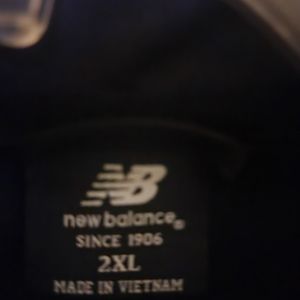 NB
new balance®
SINCE 1906
2XL
MADE IN VIETNAM